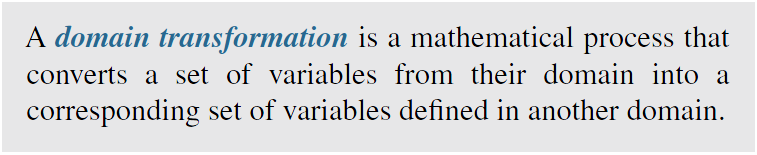 A domain transformation is a mathematical process that
converts a set of variables from their domain into a
corresponding set of variables defined in another domain.